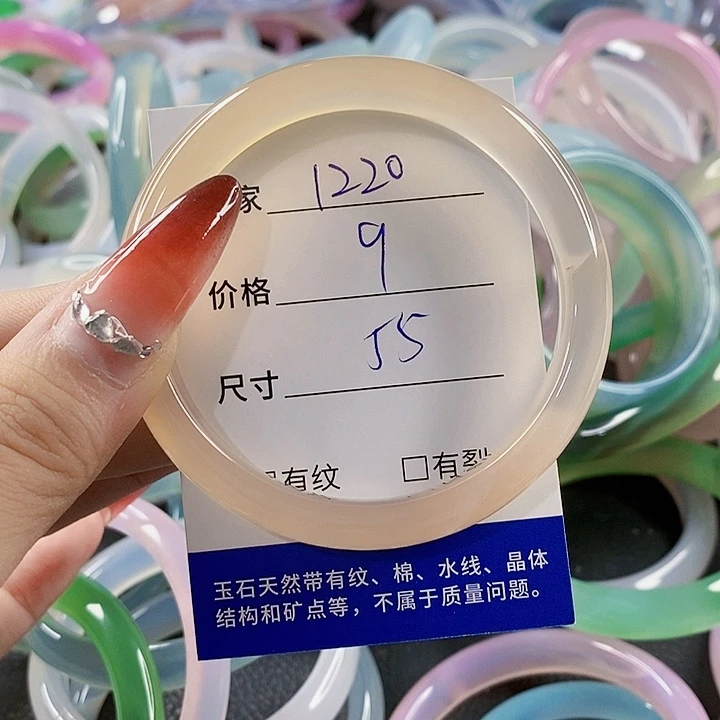 家 1220
价格 9
尺寸 55
有纹 □有裂
玉石天然带有纹、棉、水线、晶体
结构和矿点等，不属于质量问题。